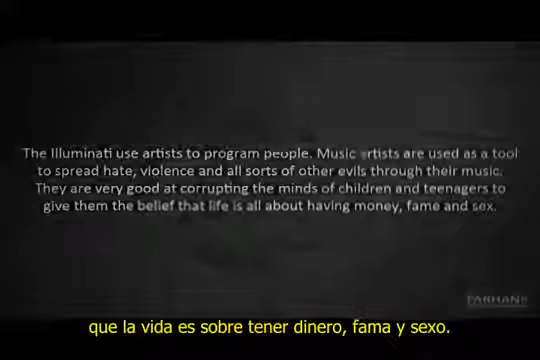 The Illuminati use artists to program people. Music artists are used as a tool
to spread hate, violence and all sorts of other evils through their music.
They are very good at corrupting the minds of children and teenagers to
give them the belief that life is all about having money, fame and sex.
FARHAN
que la vida es sobre tener dinero, fama y sexo.